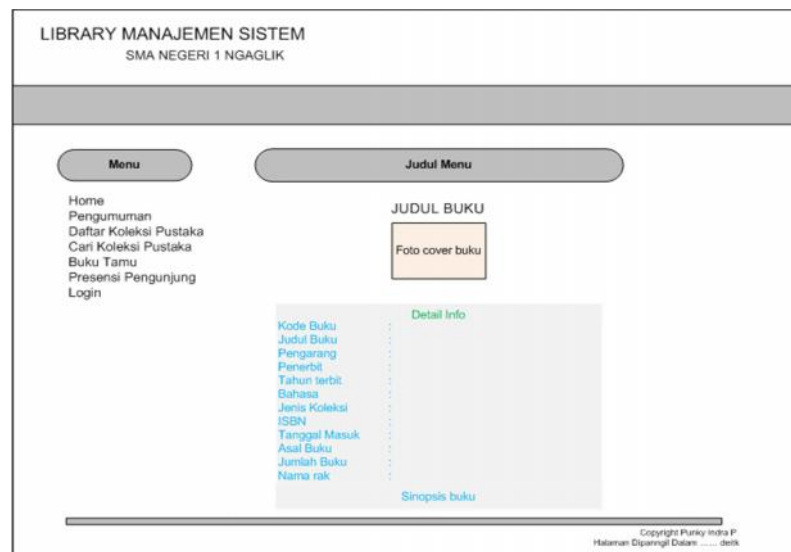 LIBRARY MANAJEMEN SISTEM
SMA NEGERI 1 NGAGLIK
Menu
Judul Menu
Home
Pengumuman
Daftar Koleksi Pustaka
Cari Koleksi Pustaka
Buku Tamu
Presensi Pengunjung
Login
JUDUL BUKU
Foto cover buku
Detail Info
Kode Buku :
Judul Buku :
Pengarang :
Penerbit :
Tahun terbit :
Bahasa :
Jenis Koleksi :
ISBN :
Tanggal Masuk :
Asal Buku :
Jumlah Buku :
Nama rak :
Sinopsis buku
Copyright Punky Indra P
Halaman Dipanngil Dalam ...... detik